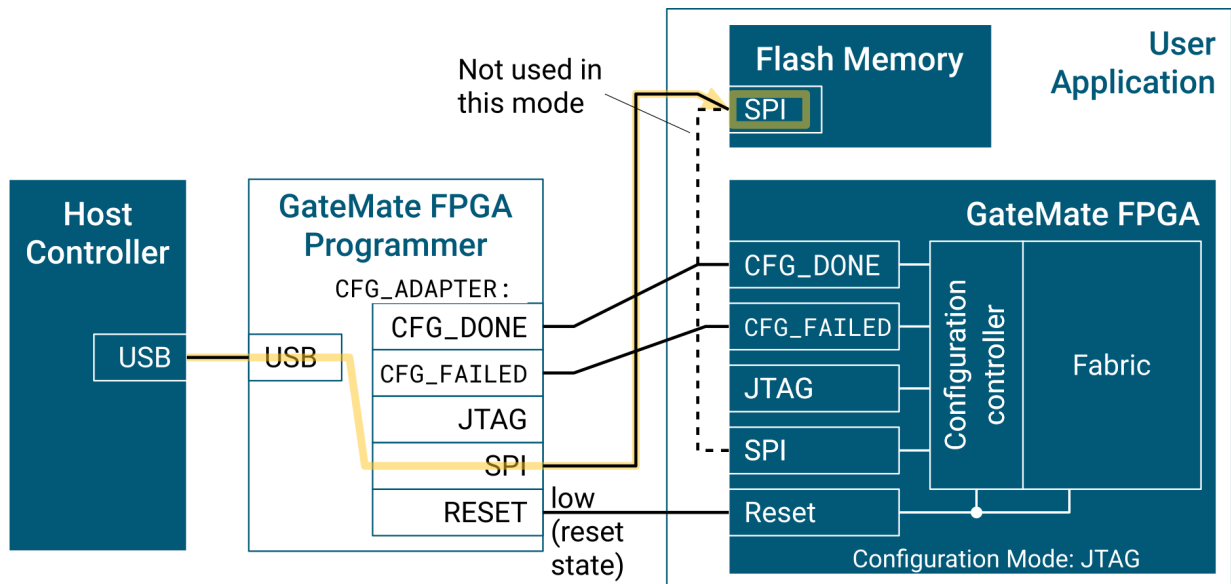 User
Application
Flash Memory
SPI
Not used in
this mode
Host
Controller
USB
GateMate FPGA
Programmer
USB
CFG_ADAPTER:
CFG_DONE
CFG_FAILED
JTAG
SPI
RESET
low
(reset
state)
GateMate FPGA
CFG_DONE
CFG_FAILED
JTAG
SPI
Reset
Configuration
controller
Fabric
Configuration Mode: JTAG